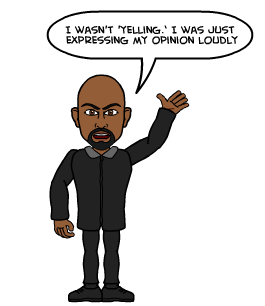 I WASN'T 'YELLING.' I WAS JUST
EXPRESSING MY OPINION LOUDLY